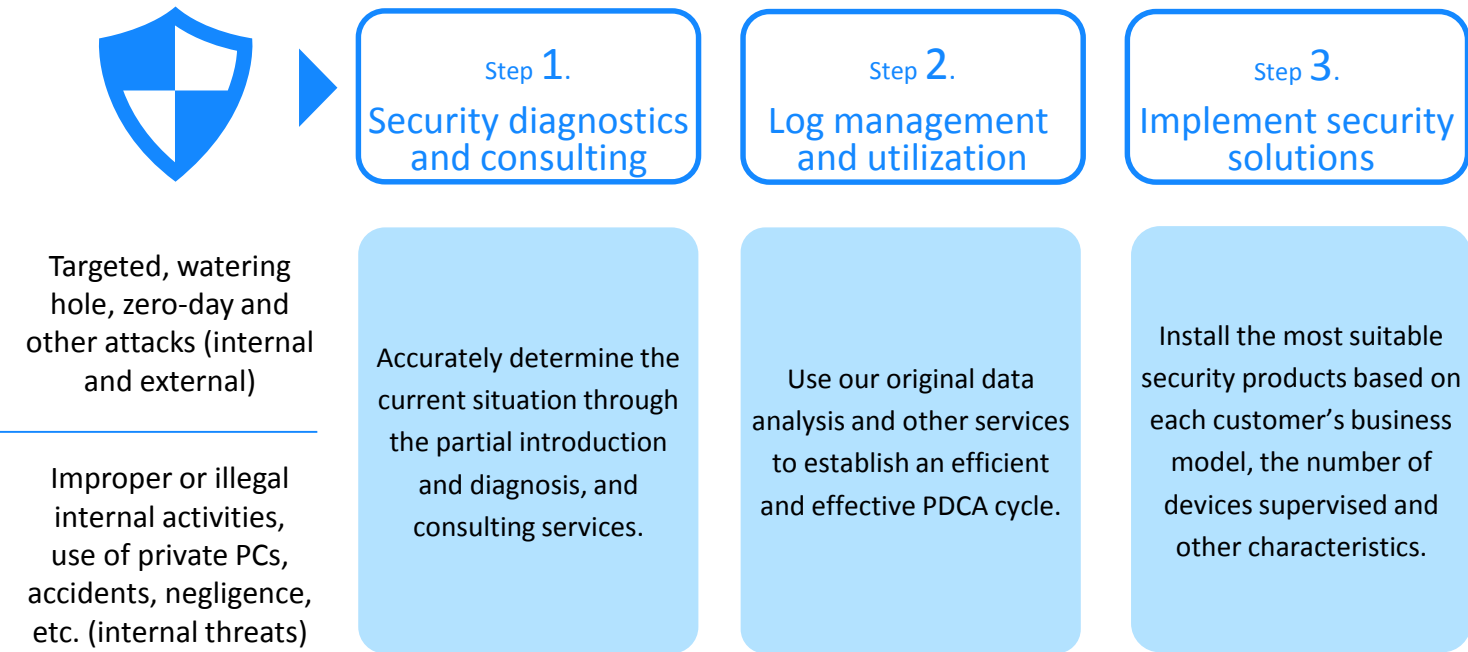 Step 1.
Security diagnostics
and consulting
Step 2.
Log management
and utilization
Step 3.
Implement security
solutions
Targeted, watering
hole, zero-day and
other attacks (internal
and external)
Improper or illegal
internal activities,
use of private PCs,
accidents, negligence,
etc. (internal threats)
Accurately determine the
current situation through
the partial introduction
and diagnosis, and
consulting services.
Use our original data
analysis and other services
to establish an efficient
and effective PDCA cycle.
Install the most suitable
security products based on
each customer’s business
model, the number of
devices supervised and
other characteristics.